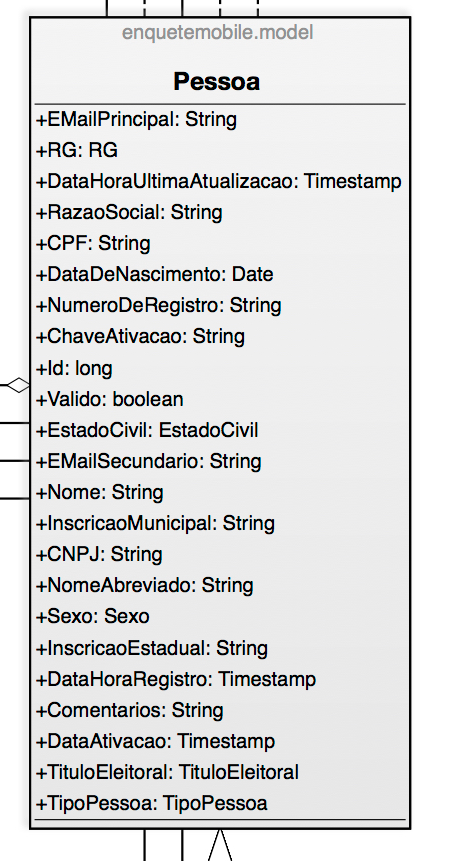 enquetemobile.model
Pessoa
+EMailPrincipal: String
+RG: RG
+DataHoraUltimaAtualizacao: Timestamp
+RazaoSocial: String
+CPF: String
+DataDeNascimento: Date
+NumeroDeRegistro: String
+ChaveAtivacao: String
+Id: long
+Valido: boolean
+EstadoCivil: EstadoCivil
+EMailSecundario: String
+Nome: String
+InscricaoMunicipal: String
+CNPJ: String
+NomeAbreviado: String
+Sexo: Sexo
+InscricaoEstadual: String
+DataHoraRegistro: Timestamp
+Comentarios: String
+DataAtivacao: Timestamp
+TituloEleitoral: TituloEleitoral
+TipoPessoa: TipoPessoa